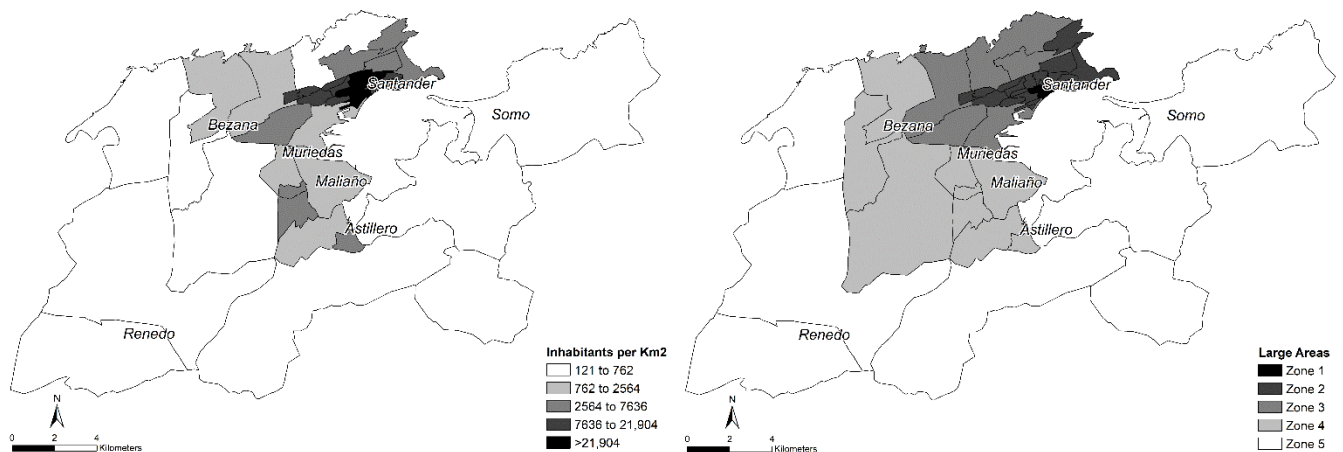 Santander
Somo
Bezana
Muriedas
Maliaño
Astillero
Renedo
Inhabitants per Km2
121 to 762
762 to 2564
2564 to 7636
7636 to 21,904
>21,904
N
0 2 4
Kilometers
Santander
Somo
Bezana
Muriedas
Maliaño
Astillero
Renedo
Large Areas
Zone 1
Zone 2
Zone 3
Zone 4
Zone 5
N
0 2 4
Kilometers